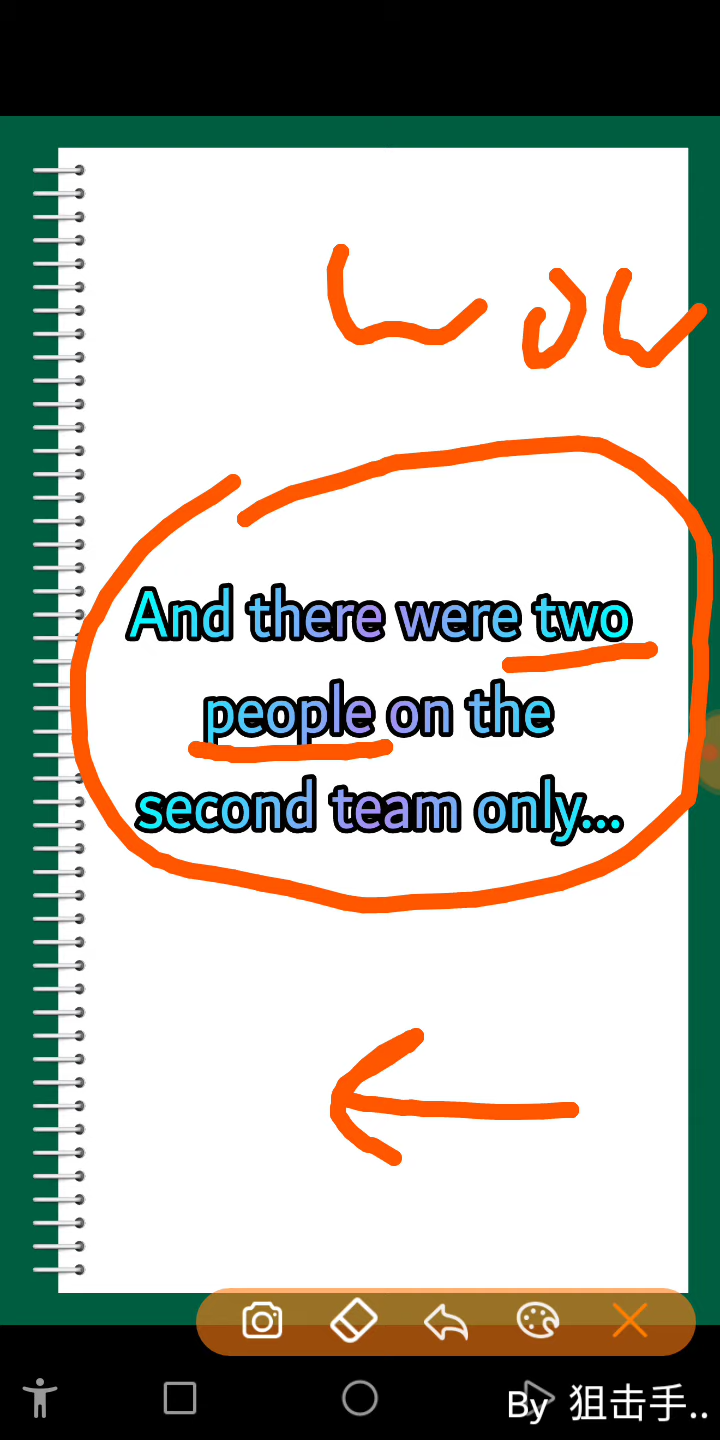 wow
And there were two
people on the
second team only...
By 狙击手..